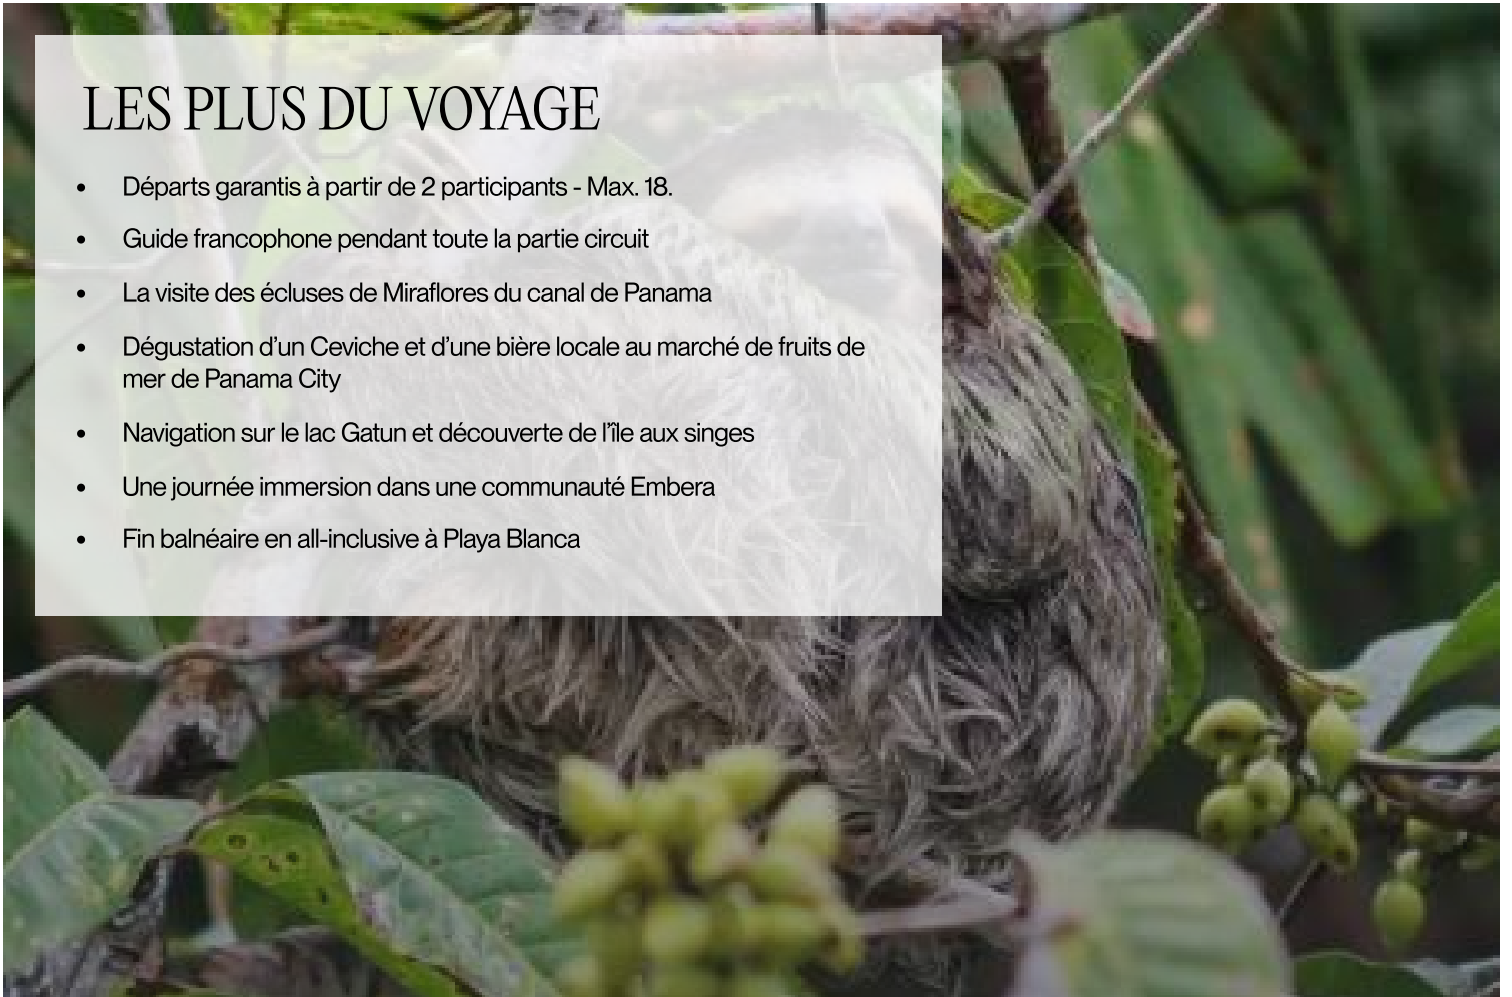 LES PLUS DU VOYAGE
• Départs garantis à partir de 2 participants - Max. 18.
• Guide francophone pendant toute la partie circuit
• La visite des écluses de Miraflores du canal de Panama
• Dégustation d’un Ceviche et d’une bière locale au marché de fruits de
mer de Panama City
• Navigation sur le lac Gatun et découverte de l’île aux singes
• Une journée immersion dans une communauté Embera
• Fin balnéaire en all-inclusive à Playa Blanca